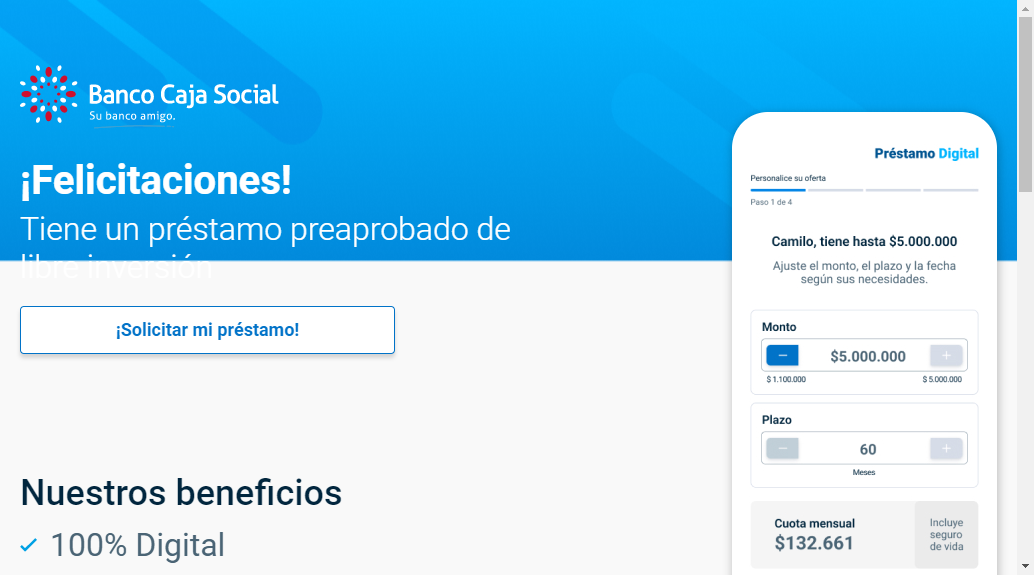 Banco Caja Social
Su banco amigo.
¡Felicitaciones!
Tiene un préstamo preaprobado de
libre inversión
¡Solicitar mi préstamo!
Nuestros beneficios
100% Digital
Préstamo Digital
Personalice su oferta
Paso 1 de 4
Camilo, tiene hasta $5.000.000
Ajuste el monto, el plazo y la fecha
según sus necesidades.
Monto
$5.000.000
$ 1.100.000
$ 5.000.000
Plazo
60
Meses
Cuota mensual
$132.661
Incluye
seguro
de vida